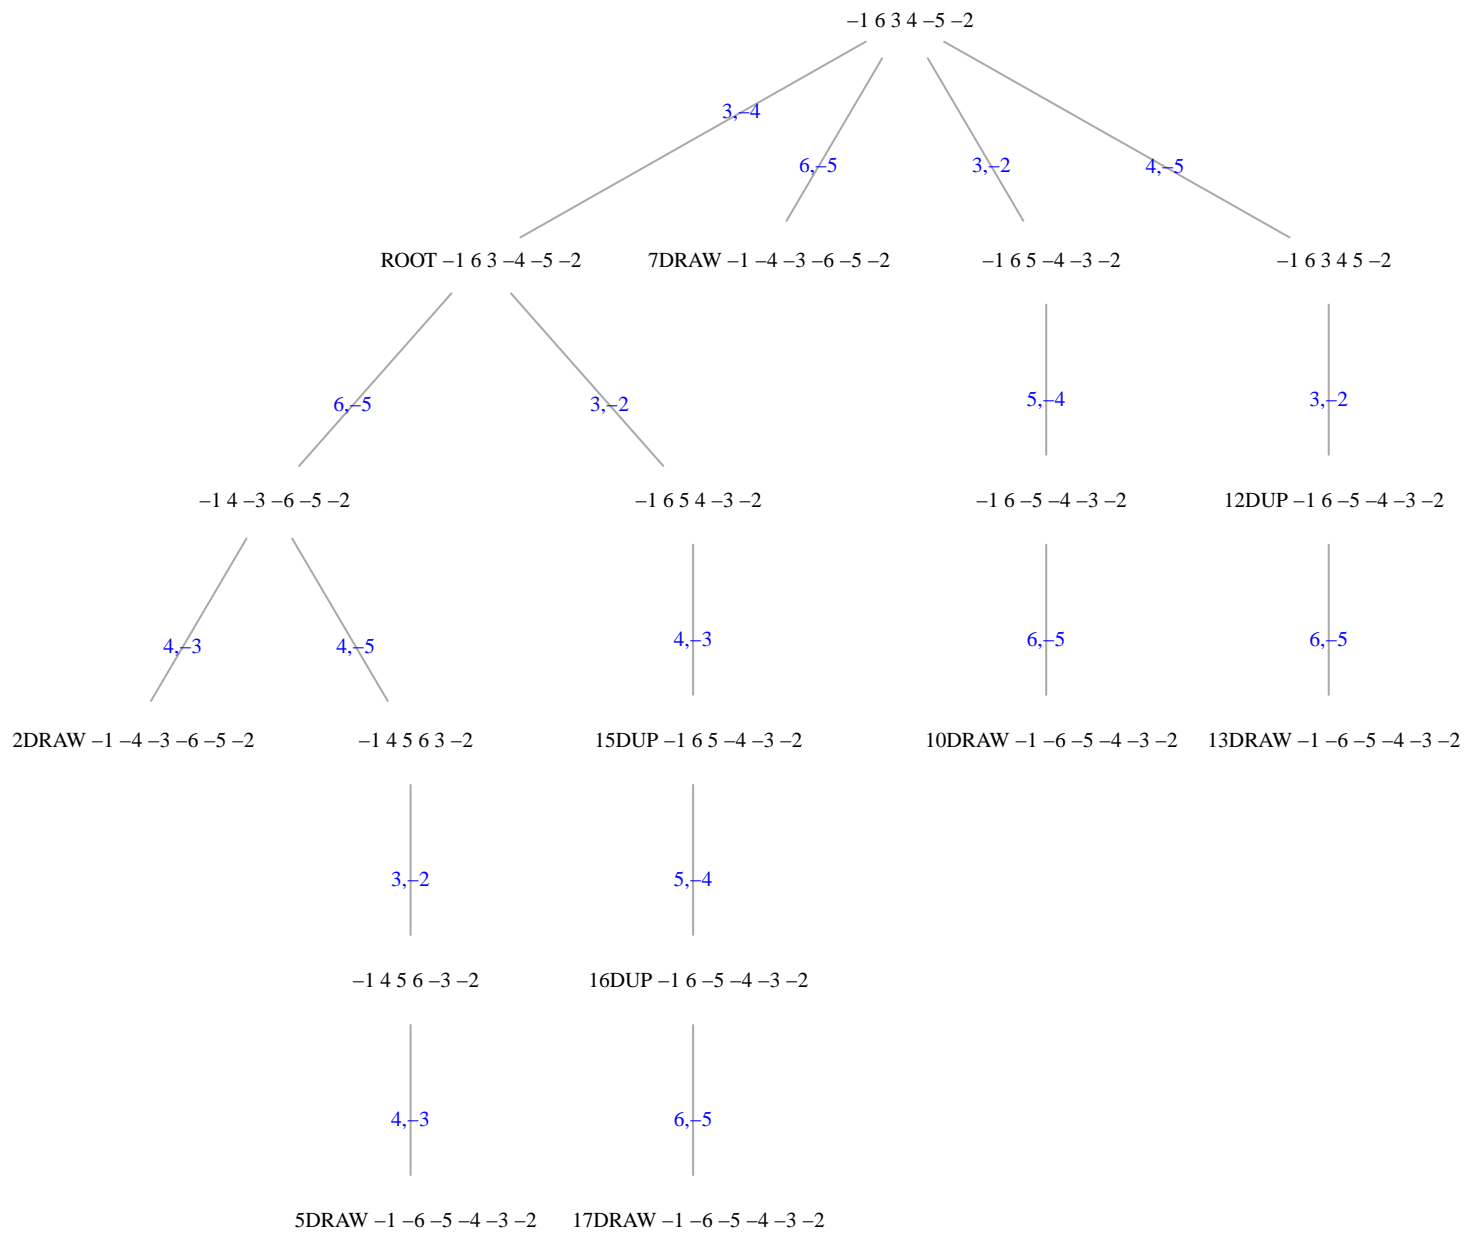 –1 6 3 4 –5 –2
3,–4
6,–5
3,–2
4,–5
ROOT –1 6 3 –4 –5 –2
7DRAW –1 –4 –3 –6 –5 –2
–1 6 5 –4 –3 –2
–1 6 3 4 5 –2
6,–5
3,–2
5,–4
3,–2
–1 4 –3 –6 –5 –2
–1 6 5 4 –3 –2
–1 6 –5 –4 –3 –2
12DUP –1 6 –5 –4 –3 –2
4,–3
4,–5
4,–3
6,–5
6,–5
2DRAW –1 –4 –3 –6 –5 –2
–1 4 5 6 3 –2
15DUP –1 6 5 –4 –3 –2
10DRAW –1 –6 –5 –4 –3 –2
13DRAW –1 –6 –5 –4 –3 –2
3,–2
5,–4
–1 4 5 6 –3 –2
16DUP –1 6 –5 –4 –3 –2
4,–3
6,–5
5DRAW –1 –6 –5 –4 –3 –2
17DRAW –1 –6 –5 –4 –3 –2